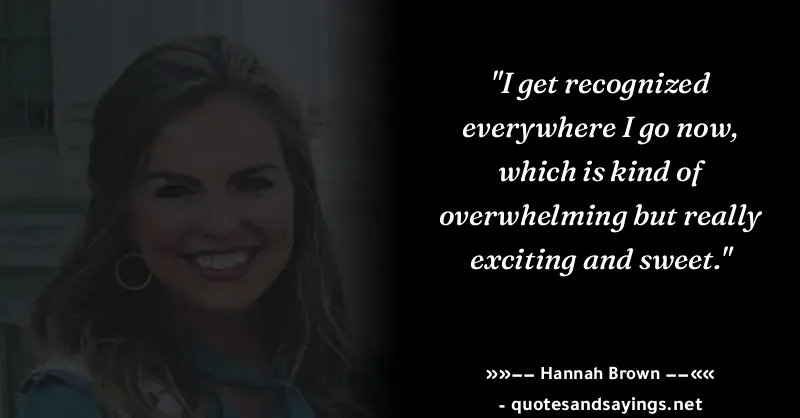 "I get recognized
everywhere I go now,
which is kind of
overwhelming but really
exciting and sweet."
»»−− Hannah Brown −−««
- quotesandsayings.net